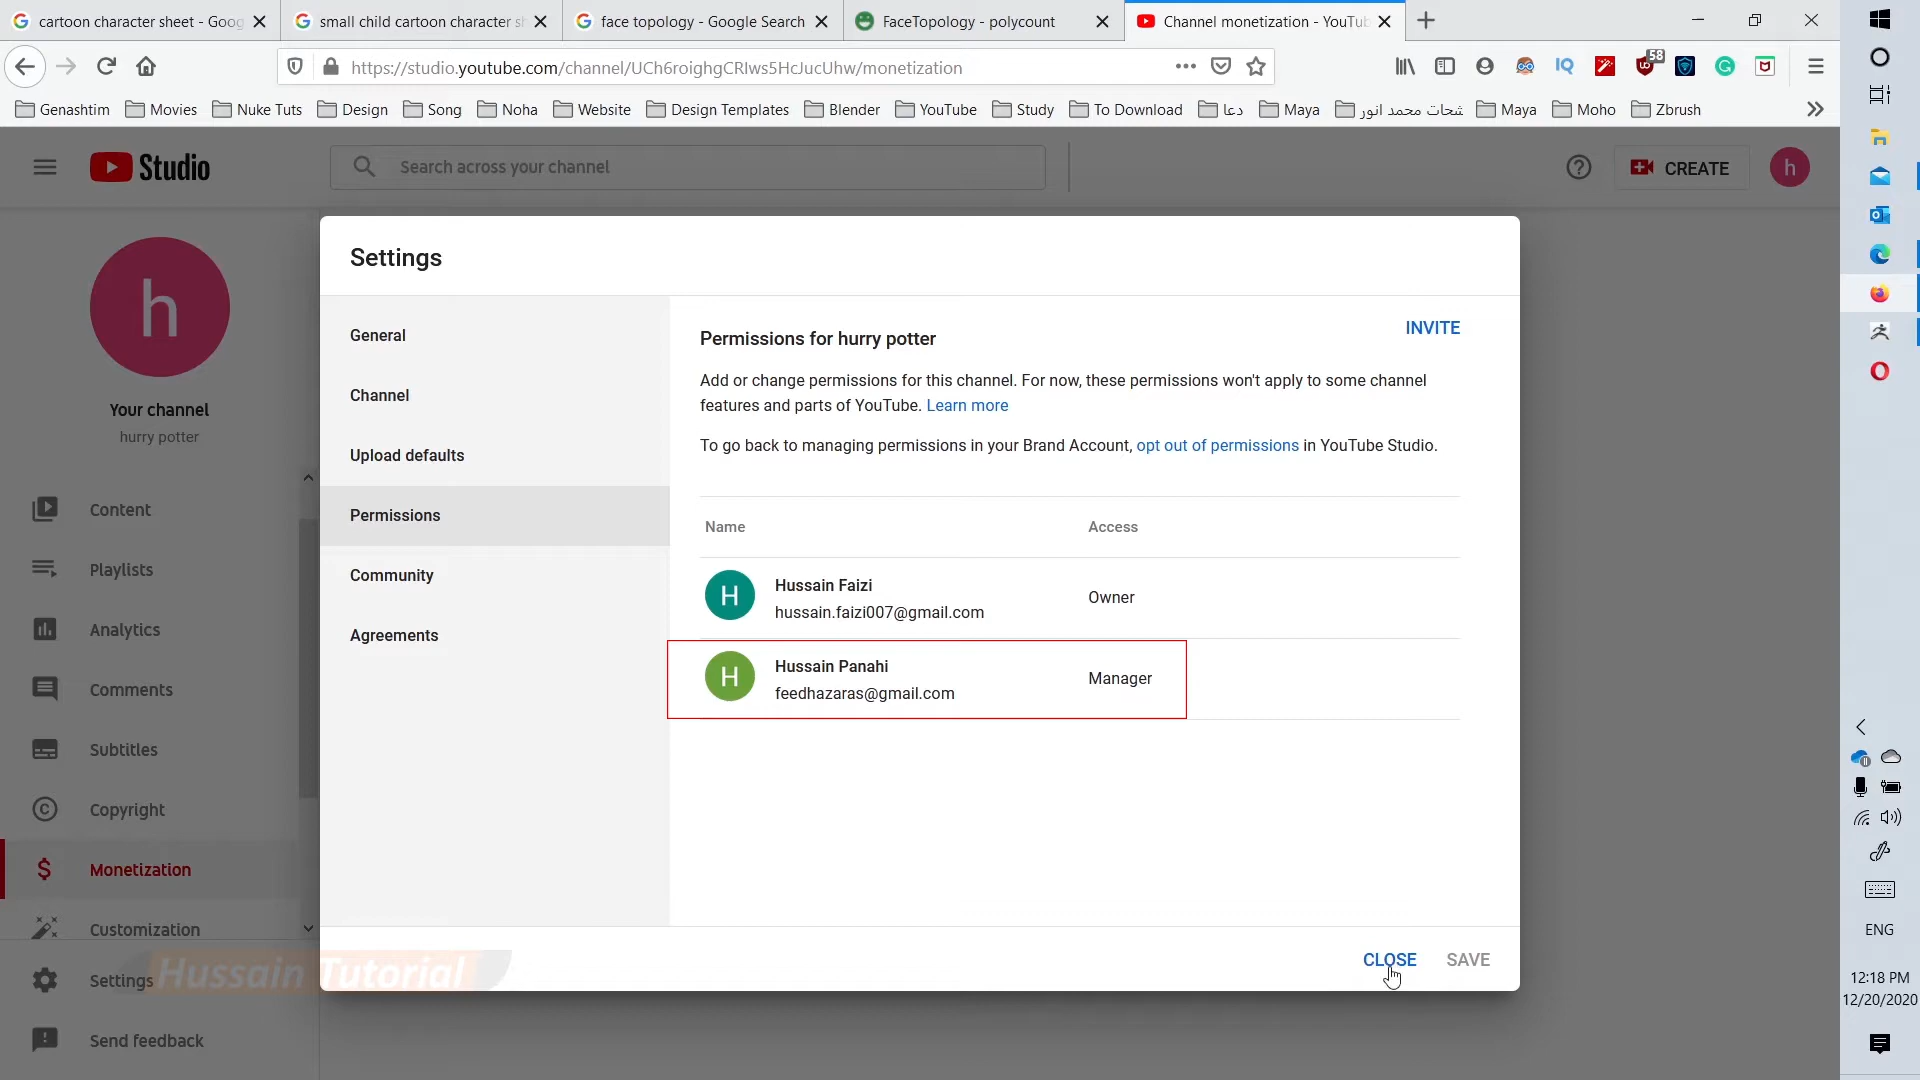 cartoon character sheet - Goog
small child cartoon character sh
face topology - Google Search
FaceTopology - polycount
Channel monetization - YouTub
https://studio.youtube.com/channel/UCh6roighgCRIws5HcJucUhw/monetization
58
Genashtim
Movies
Nuke Tuts
Design
Song
Noha
Website
Design Templates
Blender
YouTube
Study
To Download
دعا
Maya
شحات محمد انور
Maya
Moho
Zbrush
Studio
Search across your channel
CREATE
h
h
Your channel
hurry potter
Content
Playlists
Analytics
Comments
Subtitles
Copyright
Monetization
Customization
Settings
Send feedback
Settings
General
Channel
Upload defaults
Permissions
Community
Agreements
Permissions for hurry potter
INVITE
Add or change permissions for this channel. For now, these permissions won't apply to some channel
features and parts of YouTube. Learn more
To go back to managing permissions in your Brand Account, opt out of permissions in YouTube Studio.
Name
Access
H
Hussain Faizi
hussain.faizi007@gmail.com
Owner
H
Hussain Panahi
feedhazaras@gmail.com
Manager
CLOSE
SAVE
Hussain Tutorial
ENG
12:18 PM
12/20/2020